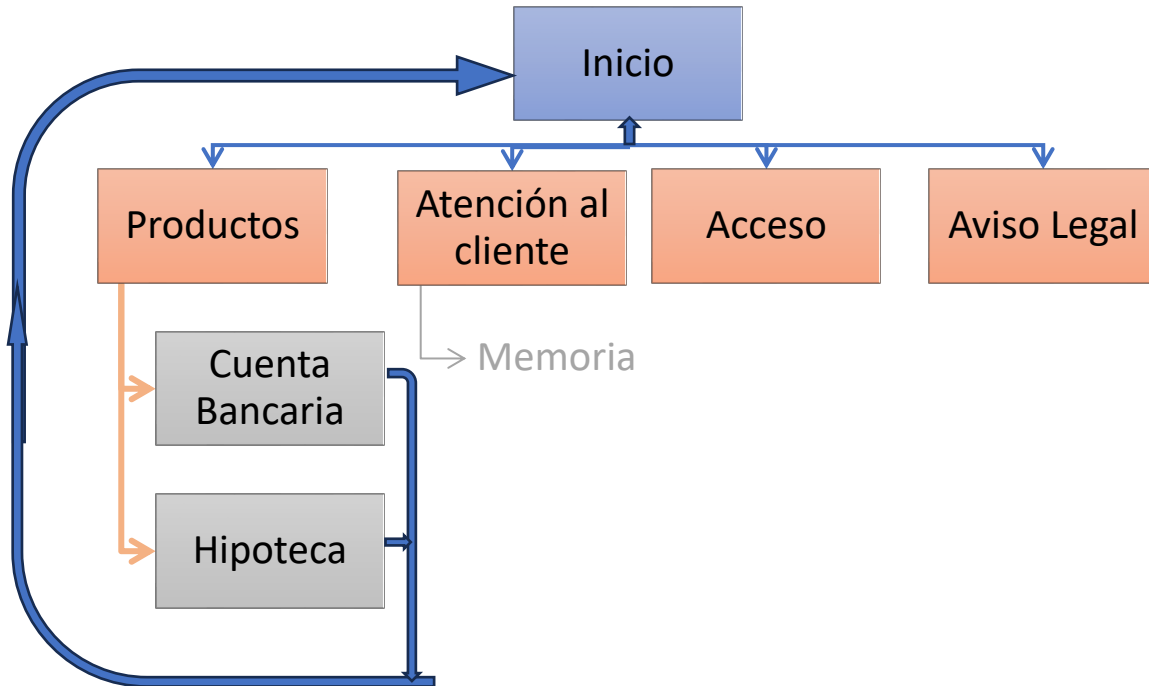 Inicio
Productos
Atención al
cliente
Acceso
Aviso Legal
Memoria
Cuenta
Bancaria
Hipoteca